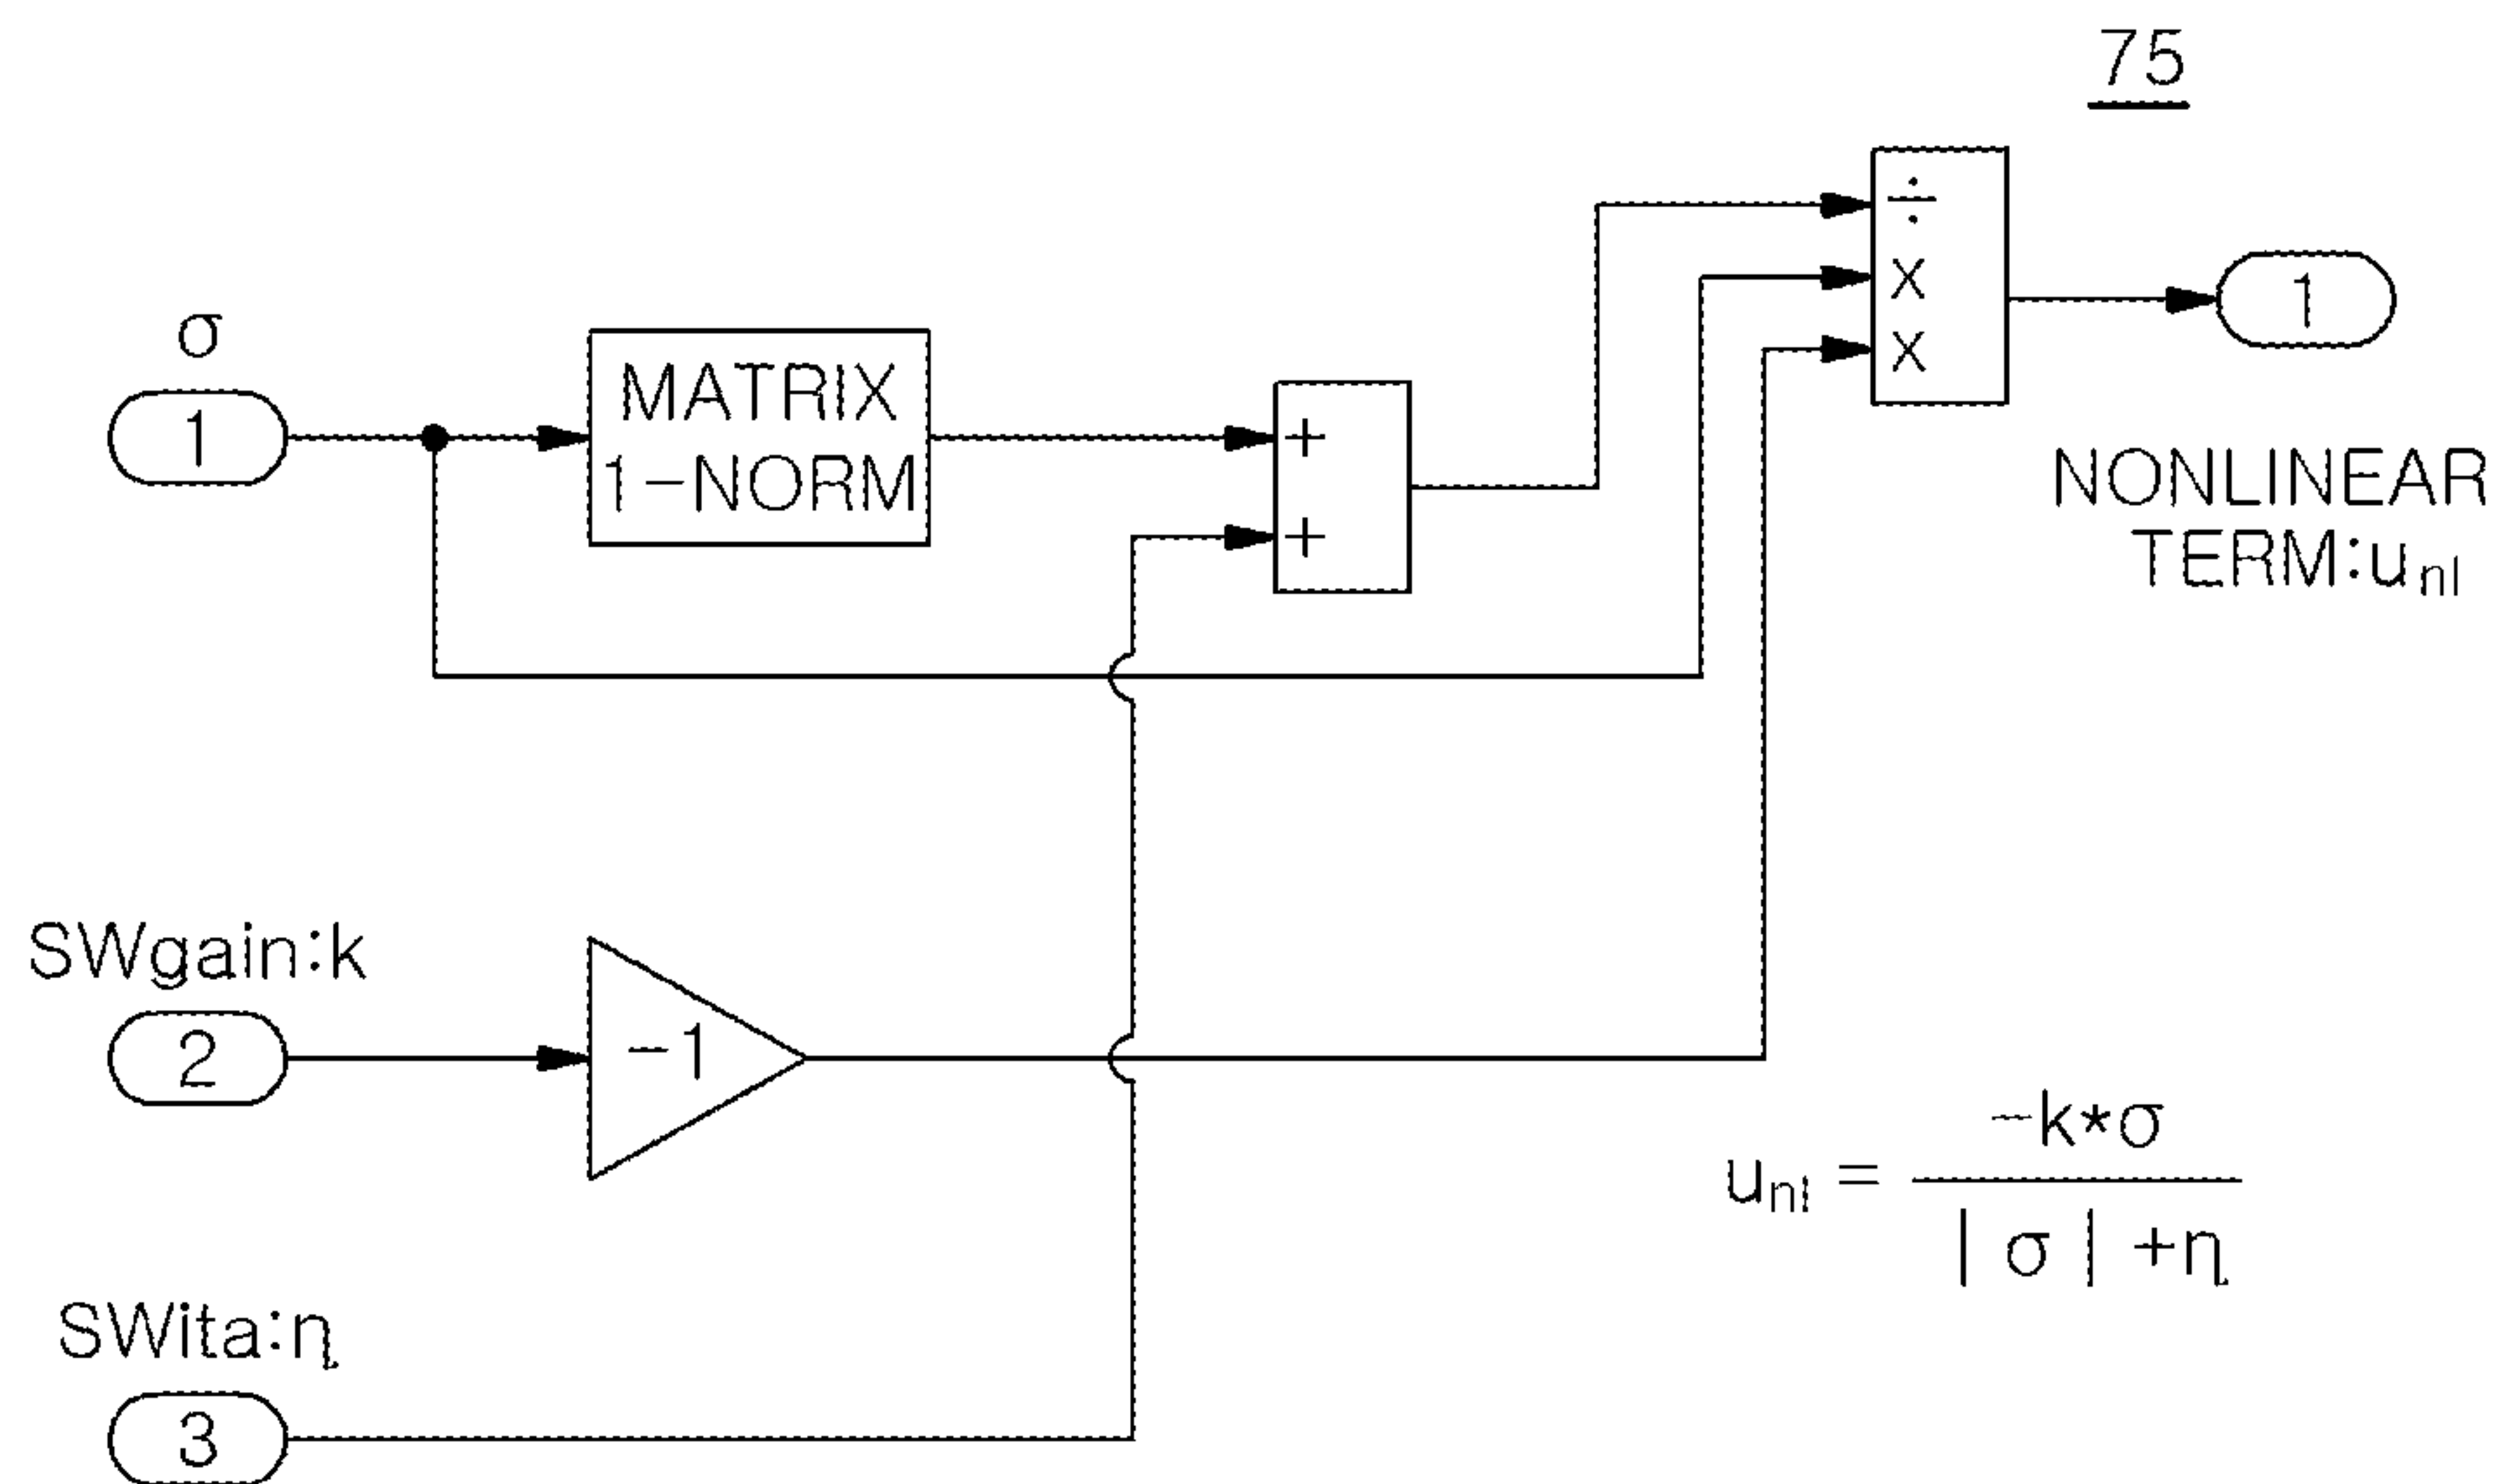 75
÷
x
x
1
NONLINEAR
TERM:unl
σ
1
MATRIX
1-NORM
+
+
SWgain:k
2
-1
SWita:η
3
unl = -k*σ
|σ|+η